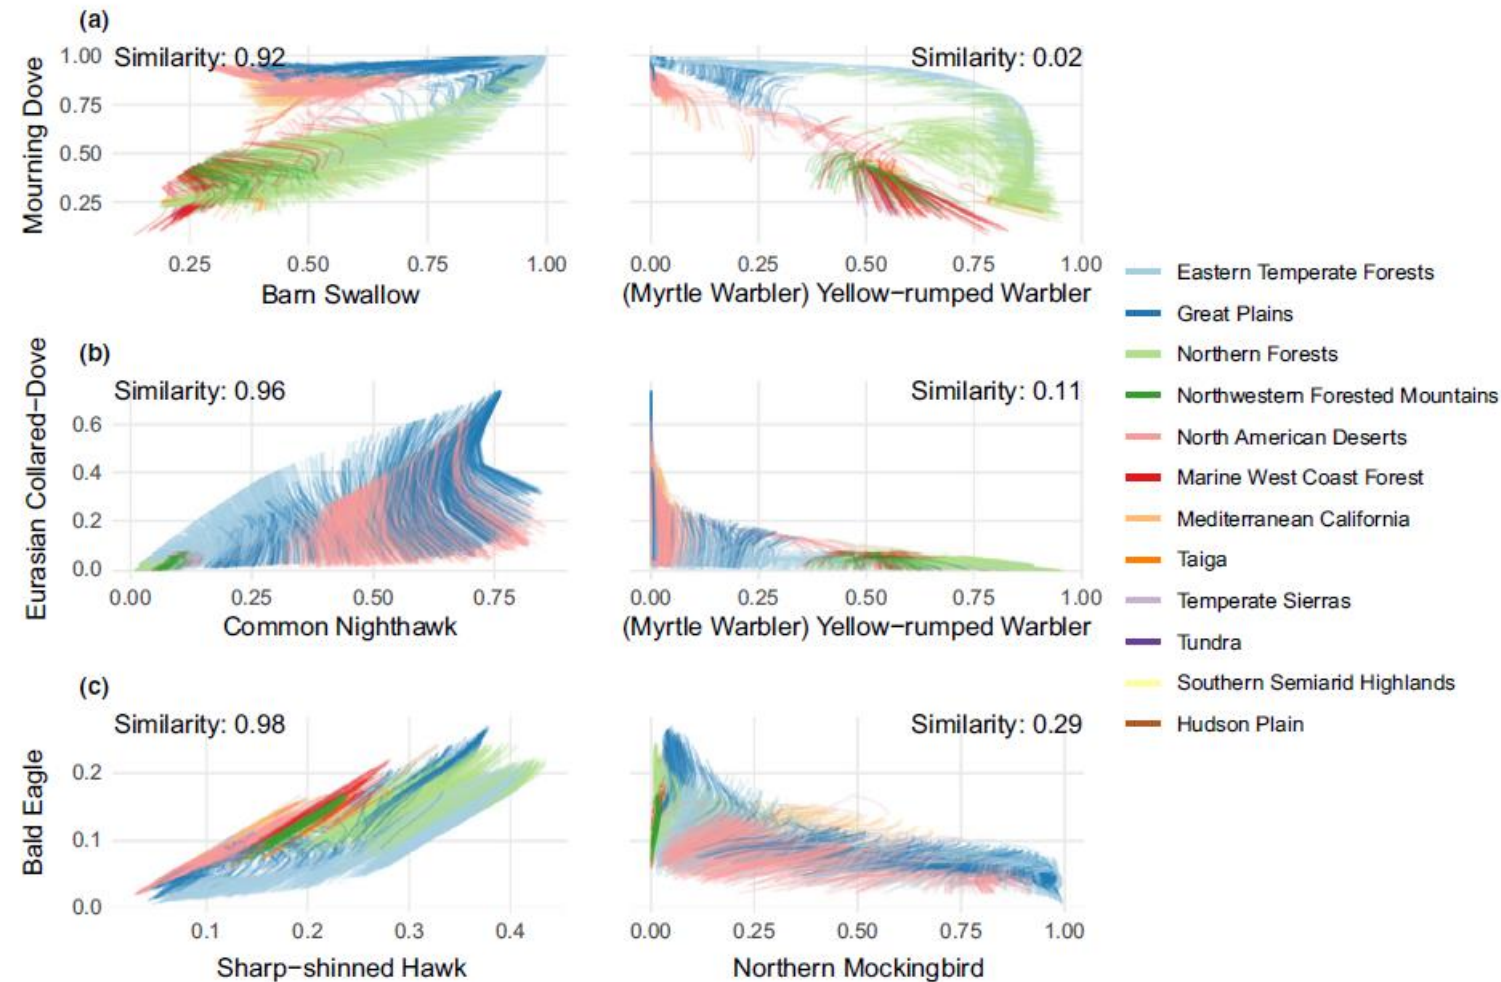 (a)
Similarity: 0.92
Similarity: 0.02
Mourning Dove
1.00
0.75
0.50
0.25
0.25 0.50 0.75 1.00
0.00 0.25 0.50 0.75 1.00
Barn Swallow
(Myrtle Warbler) Yellow−rumped Warbler
(b)
Similarity: 0.96
Similarity: 0.11
Eurasian Collared−Dove
0.6
0.4
0.2
0.0
0.00 0.25 0.50 0.75
0.00 0.25 0.50 0.75 1.00
Common Nighthawk
(Myrtle Warbler) Yellow−rumped Warbler
(c)
Similarity: 0.98
Similarity: 0.29
Bald Eagle
0.2
0.1
0.0
0.1 0.2 0.3 0.4
0.00 0.25 0.50 0.75 1.00
Sharp−shinned Hawk
Northern Mockingbird
Eastern Temperate Forests
Great Plains
Northern Forests
Northwestern Forested Mountains
North American Deserts
Marine West Coast Forest
Mediterranean California
Taiga
Temperate Sierras
Tundra
Southern Semiarid Highlands
Hudson Plain